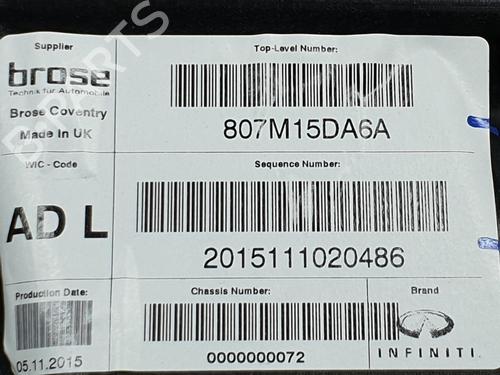 Supplier
brose
Technik für Automobile
Brose Coventry
Made In UK
Top-Level Number:
807M15DA6A
WIC - Code
AD L
Sequence Number:
2015111020486
Production Date:
05.11.2015
Chassis Number:
0000000072
Brand
INFINITI
B-PARTS